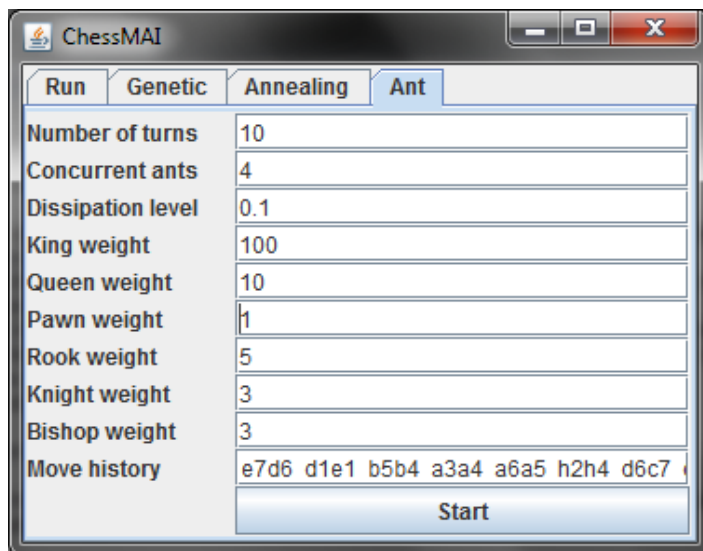 ChessMAI
Run Genetic Annealing Ant
Number of turns 10
Concurrent ants 4
Dissipation level 0.1
King weight 100
Queen weight 10
Pawn weight 1
Rook weight 5
Knight weight 3
Bishop weight 3
Move history e7d6 d1e1 b5b4 a3a4 a6a5 h2h4 d6c7
Start